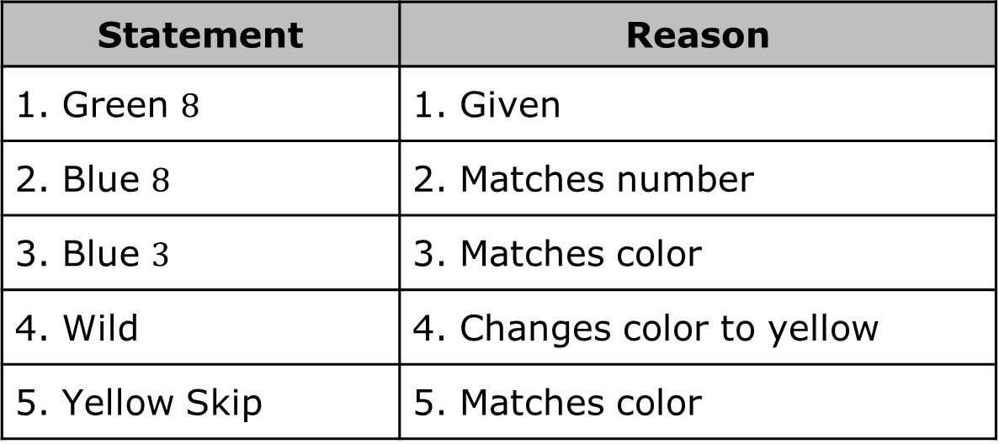 Statement Reason
1. Green 8 1. Given
2. Blue 8 2. Matches number
3. Blue 3 3. Matches color
4. Wild 4. Changes color to yellow
5. Yellow Skip 5. Matches color